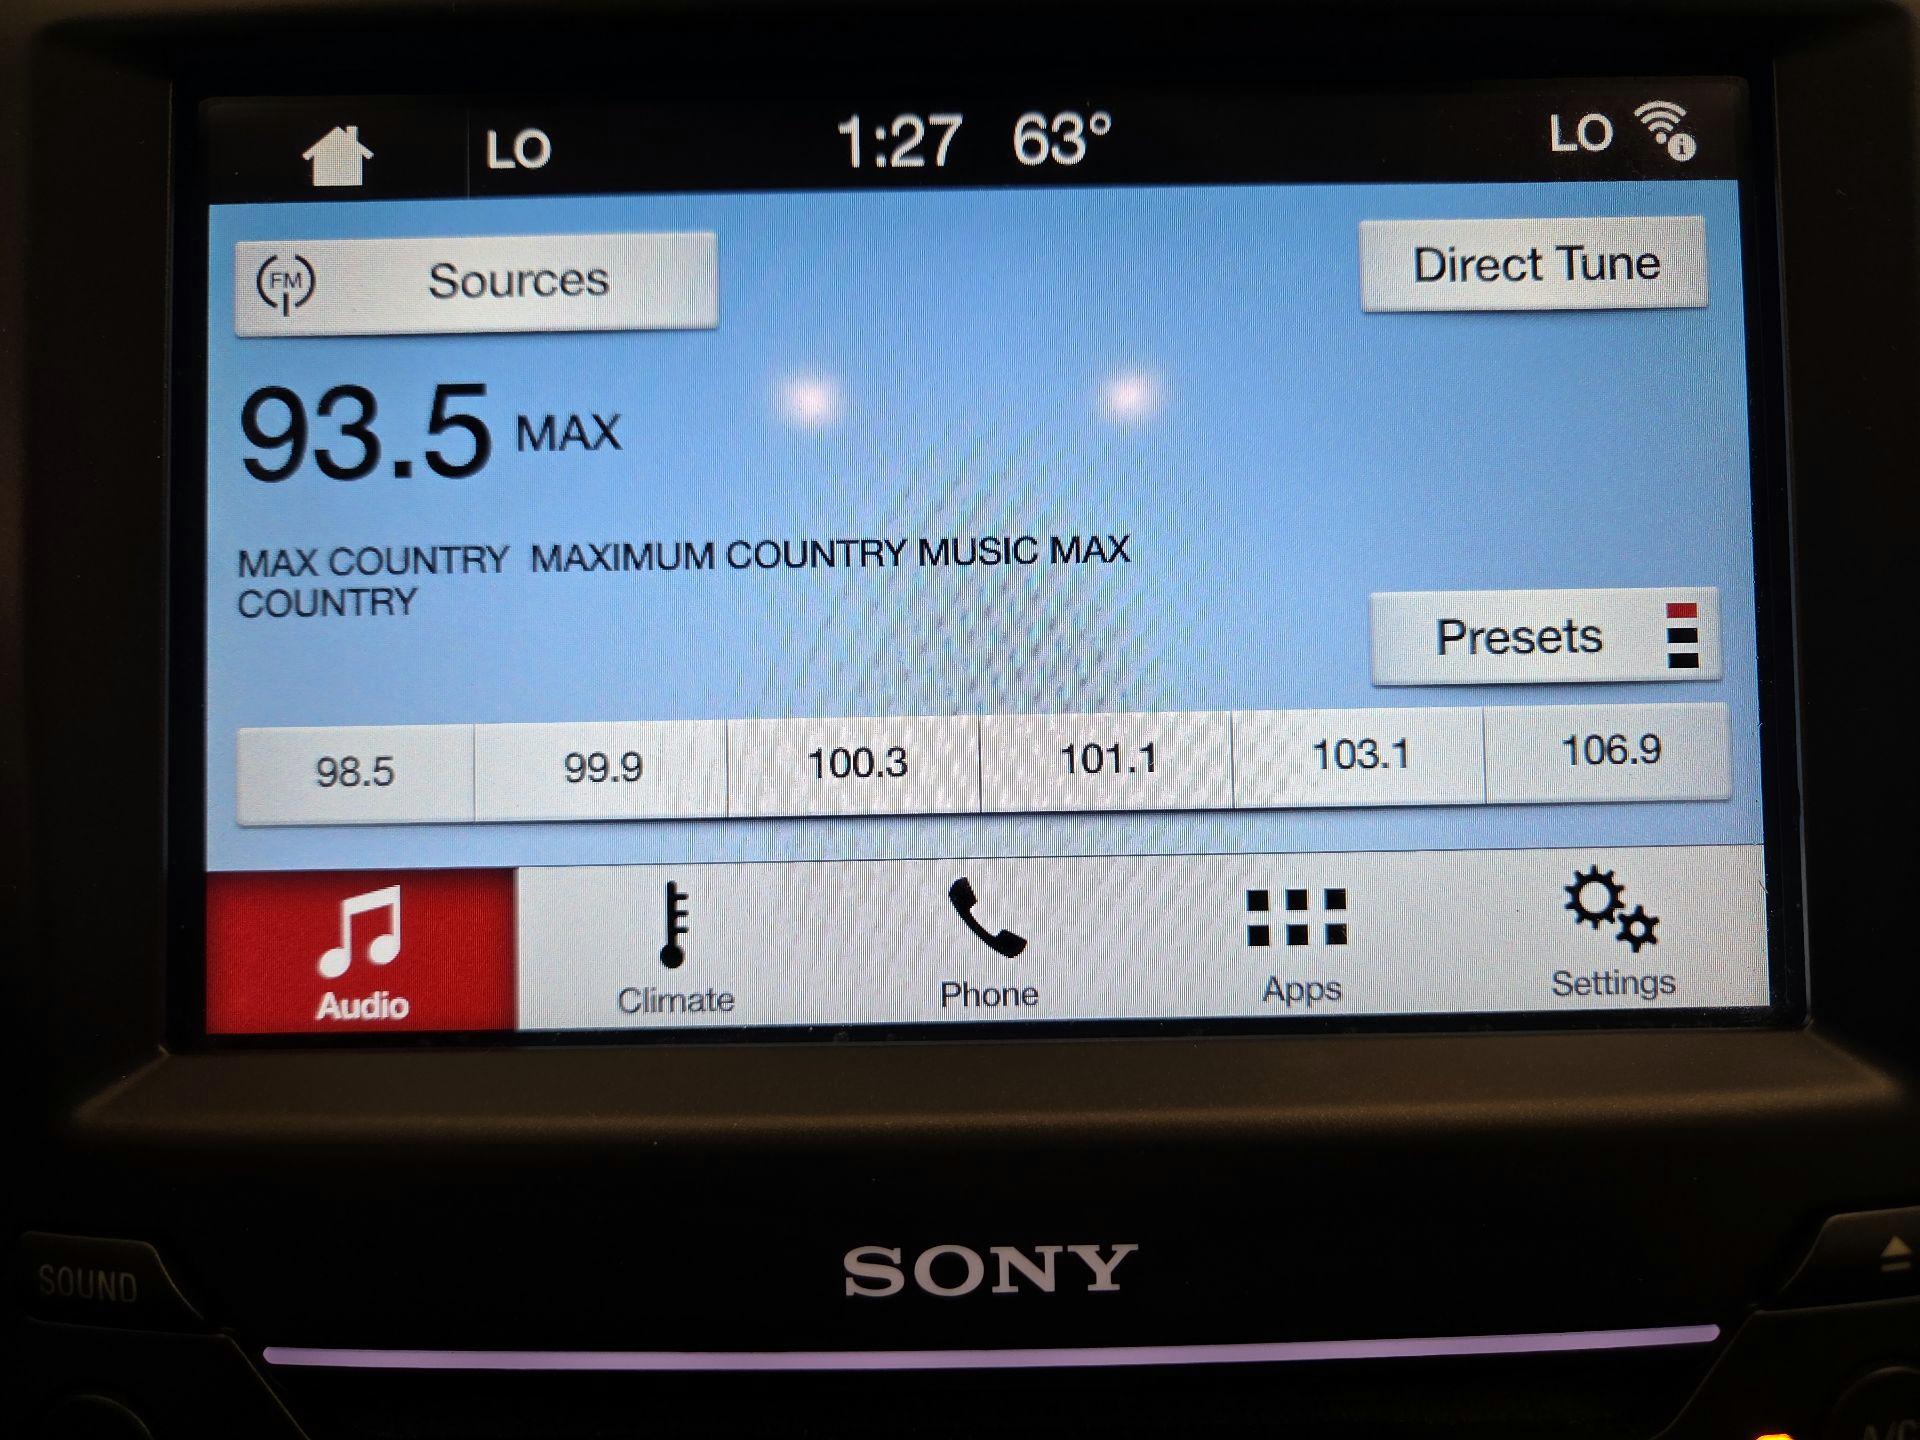 LO 1:27 63° LO
FM Sources Direct Tune
93.5 MAX
MAX COUNTRY  MAXIMUM COUNTRY MUSIC MAX
COUNTRY
Presets
98.5 99.9 100.3 101.1 103.1 106.9
Audio Climate Phone Apps Settings
SONY
SOUND